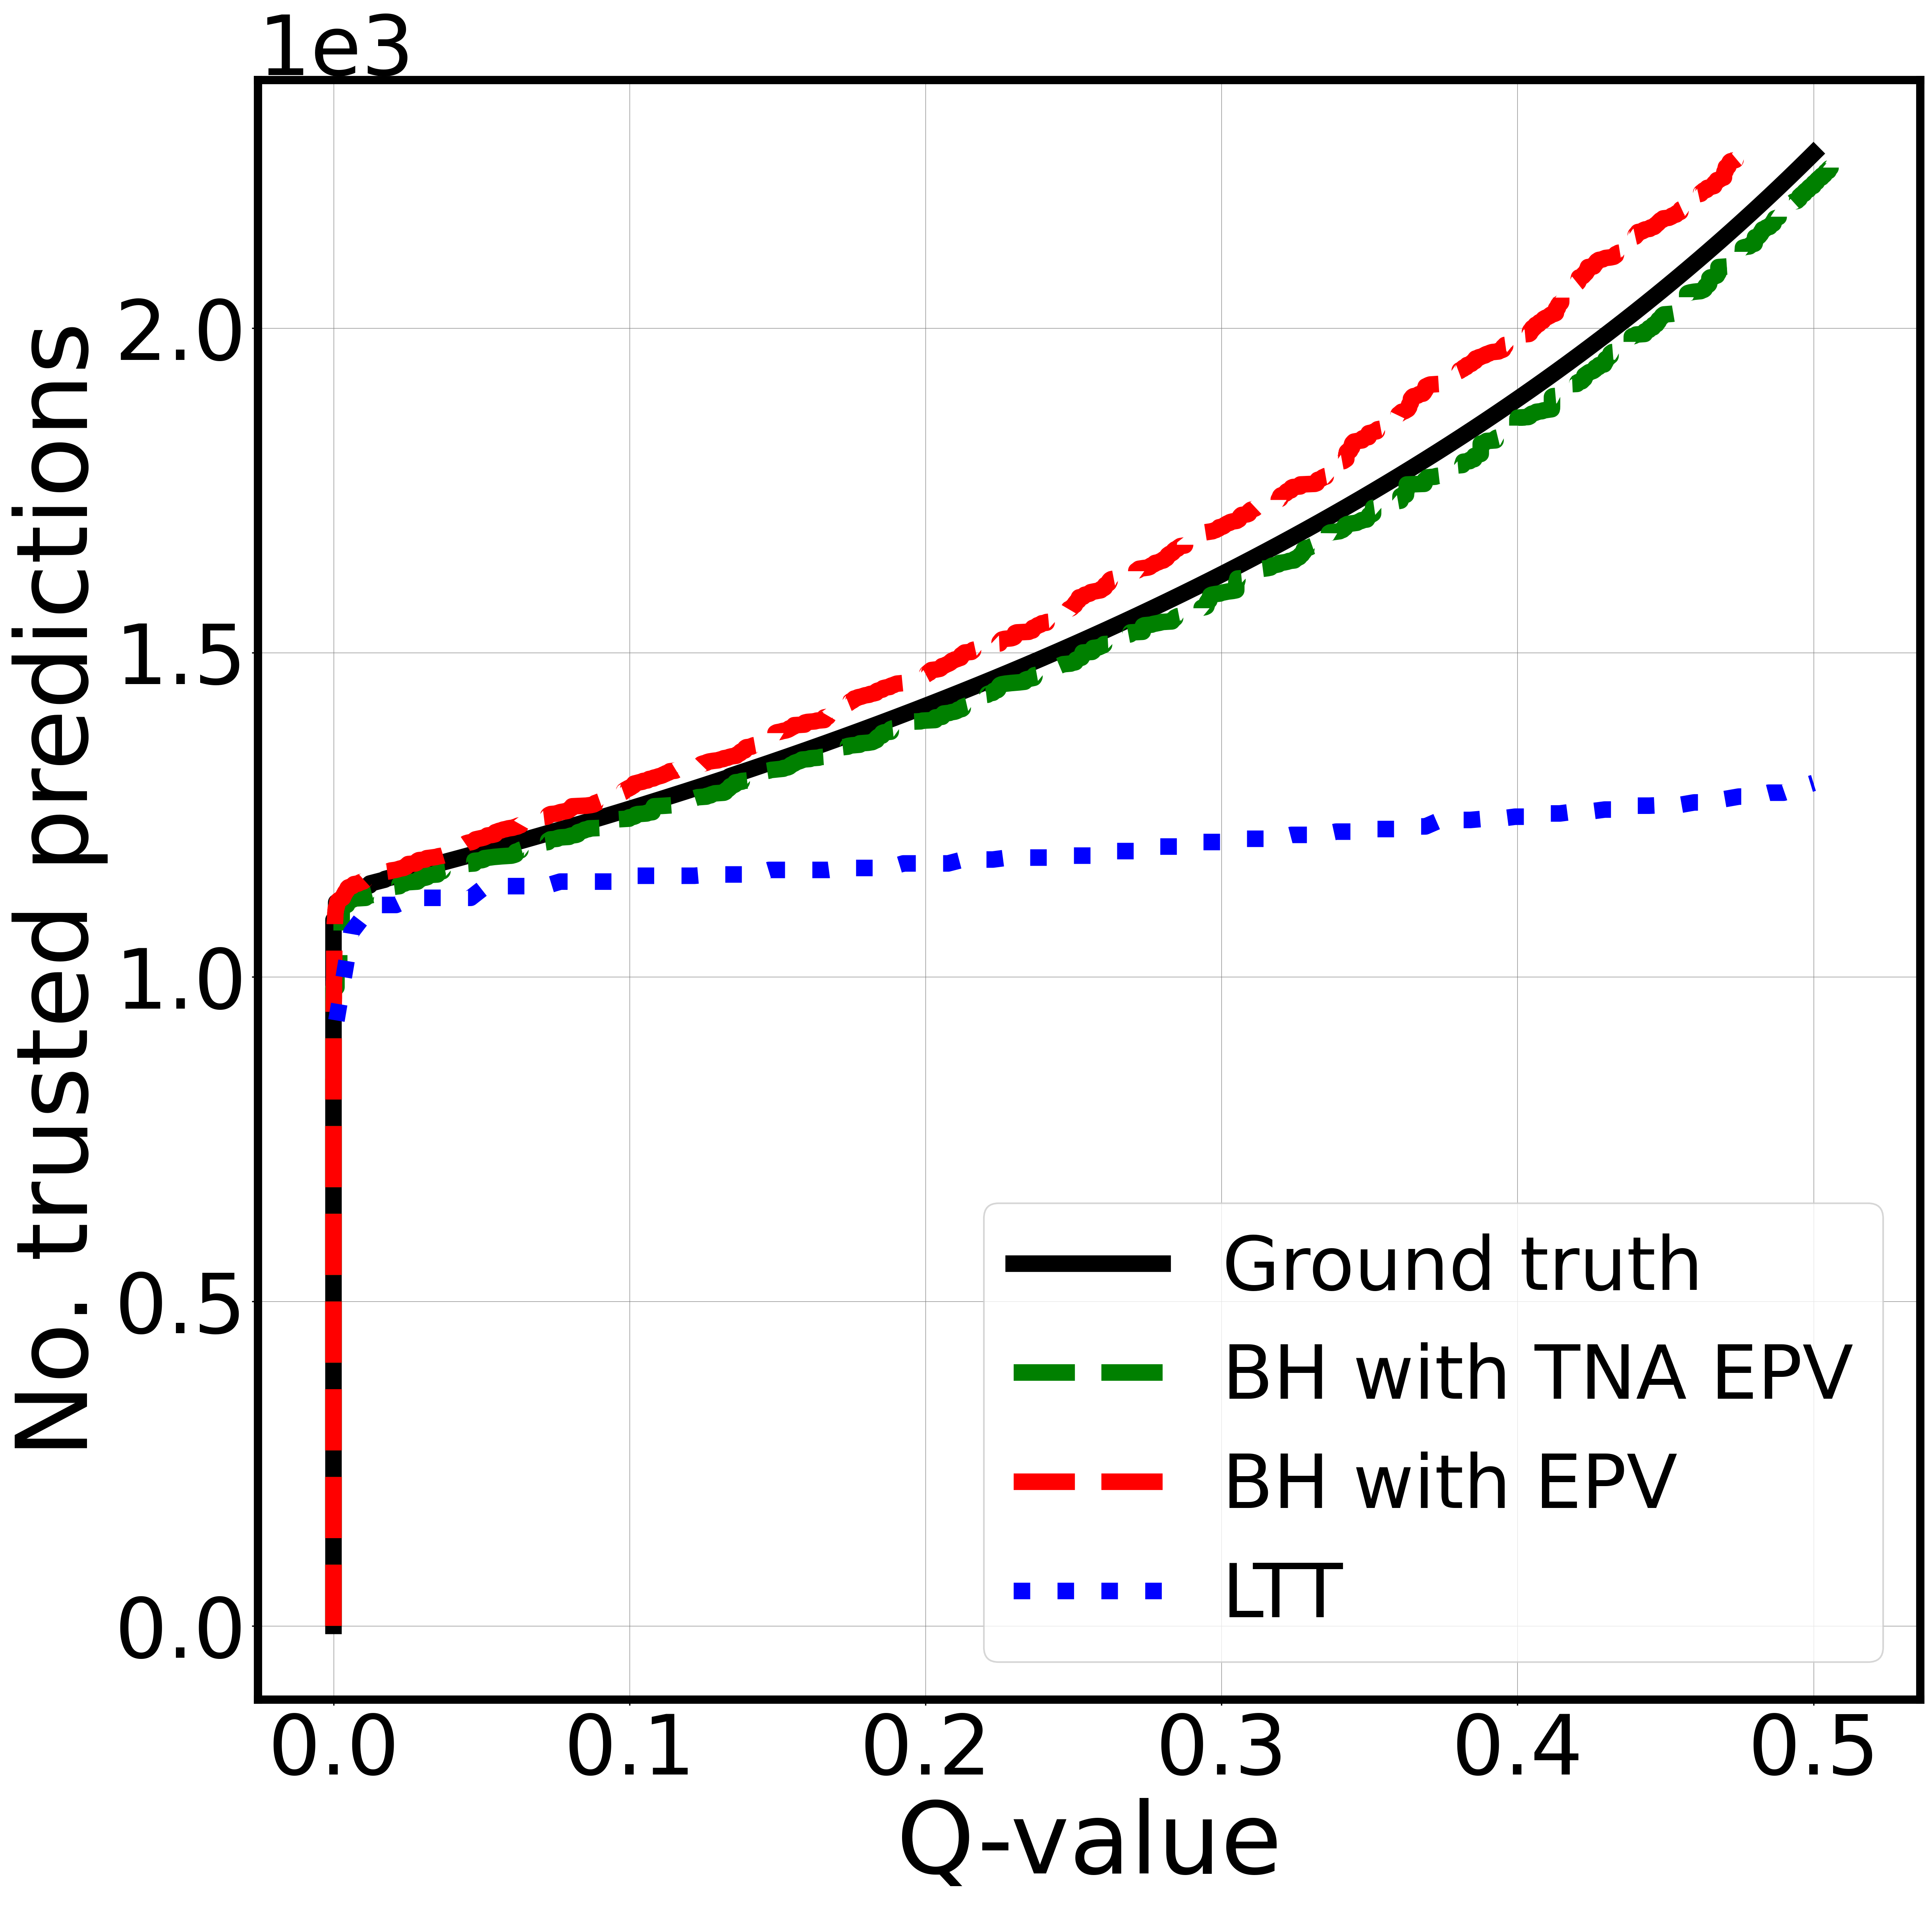 1e3
No. trusted predictions
2.0
1.5
1.0
0.5
0.0
Ground truth
BH with TNA EPV
BH with EPV
LTT
0.0 0.1 0.2 0.3 0.4 0.5
Q-value